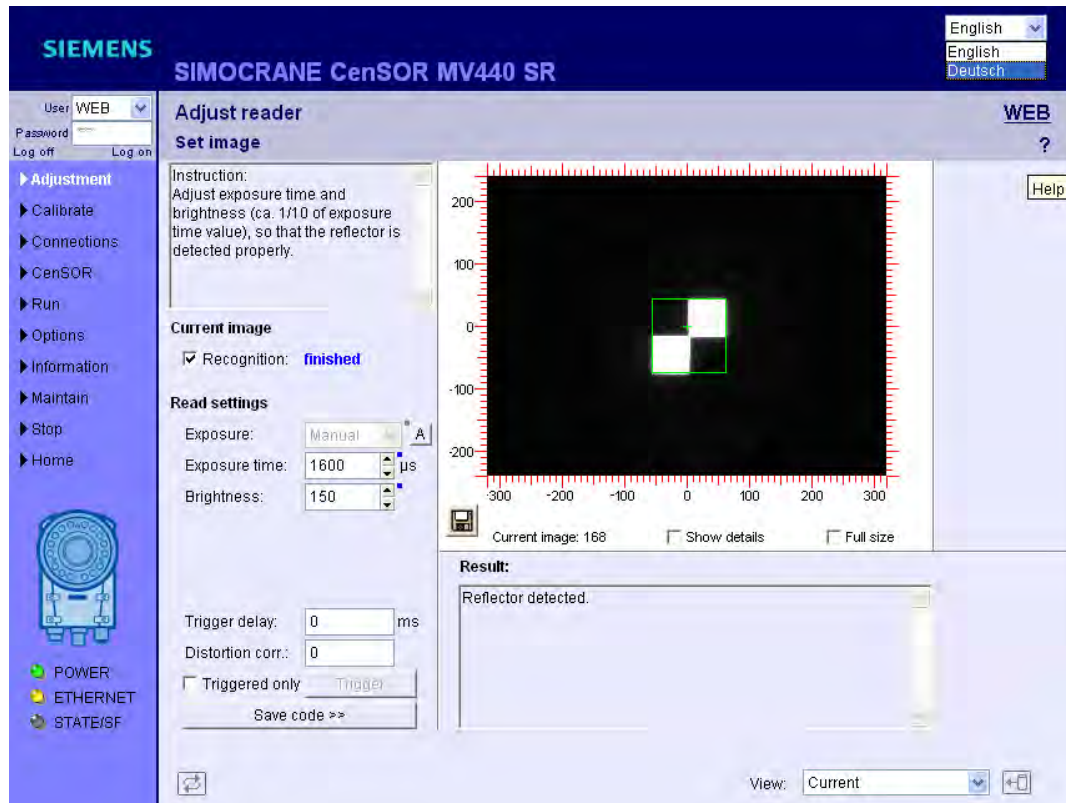 SIEMENS
SIMOCRANE CenSOR MV440 SR
English
English
Deutsch
User WEB
Password
Log off Log on
Adjust reader
WEB
Set image
?
Help
Adjustment
Calibrate
Connections
CenSOR
Run
Options
Information
Maintain
Stop
Home
POWER
ETHERNET
STATE/SF
Instruction:
Adjust exposure time and
brightness (ca. 1/10 of exposure
time value), so that the reflector is
detected properly.
Current image
Recognition: finished
Read settings
Exposure: Manual A
Exposure time: 1600 µs
Brightness: 150
Trigger delay: 0 ms
Distortion corr.: 0
Triggered only Trigger
Save code >>
200
100
0
-100
-200
-300 -200 -100 0 100 200 300
Current image: 168 Show details Full size
Result:
Reflector detected.
View: Current